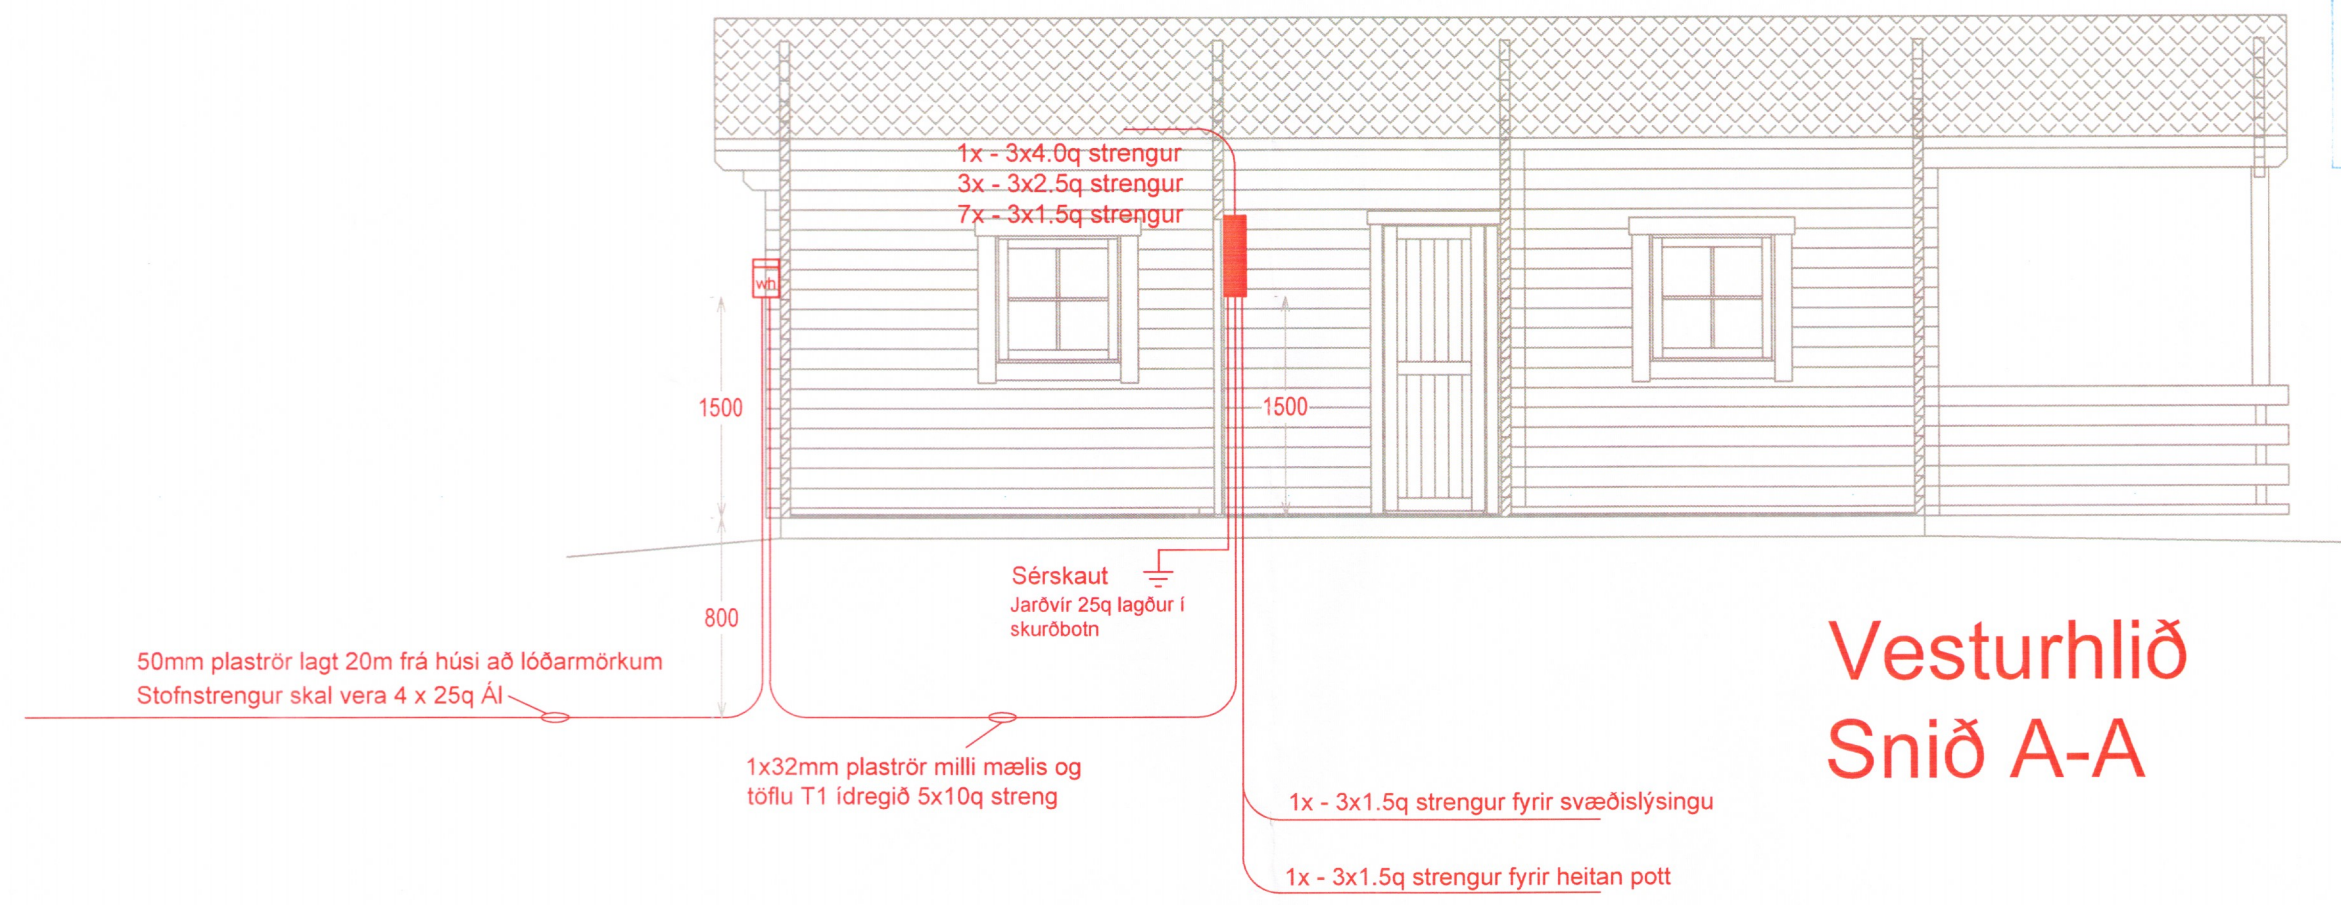 1x - 3x4.0q strengur
3x - 3x2.5q strengur
7x - 3x1.5q strengur
wh
1500
1500
800
Sérskaut
Jarðvír 25q lagður í
skurðbotn
50mm plaströr lagt 20m frá húsi að lóðarmörkum
Stofnstrengur skal vera 4 x 25q Ál
1x32mm plaströr milli mælis og
töflu T1 ídregið 5x10q streng
Vesturhlið
Snið A-A
1x - 3x1.5q strengur fyrir svæðislýsingu
1x - 3x1.5q strengur fyrir heitan pott